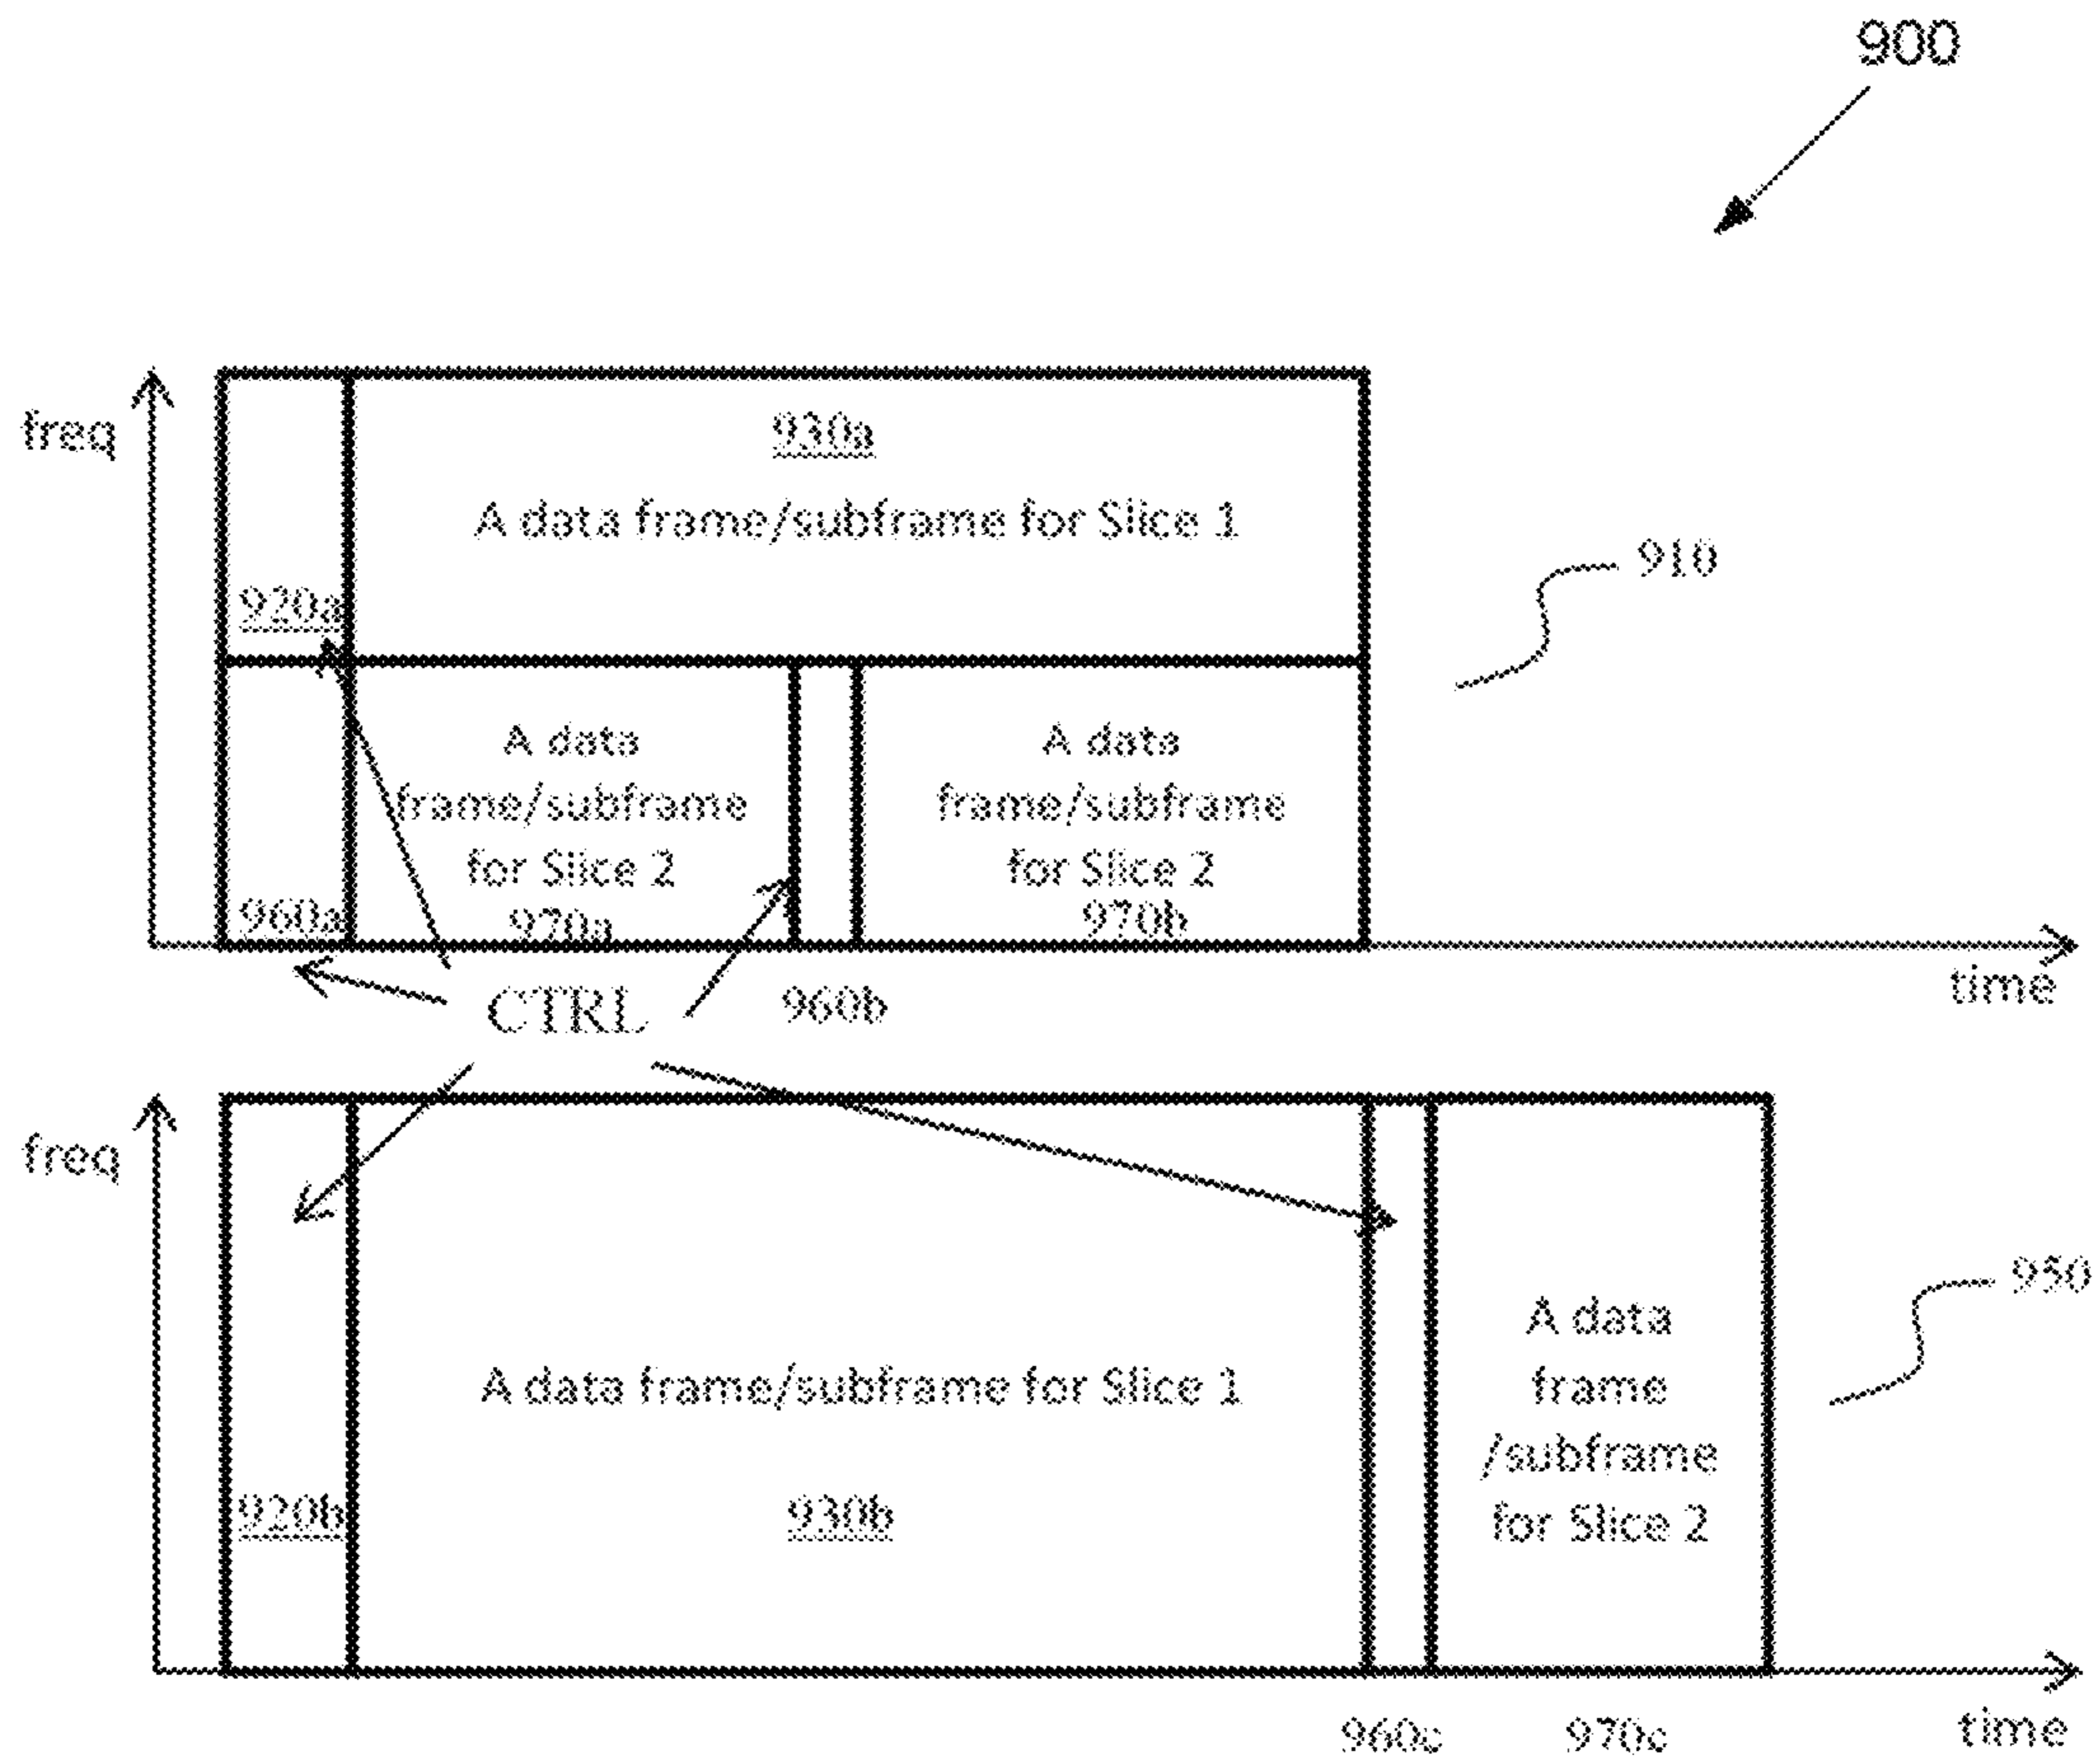 900
freq
930a
A data frame/subframe for Slice 1
910
920a
A data
frame/subframe
for Slice 2
970a
A data
frame/subframe
for Slice 2
970b
960a
time
CTRL
960b
freq
950
A data
frame
/subframe
for Slice 2
A data frame/subframe for Slice 1
920b
930b
960c
970c
time